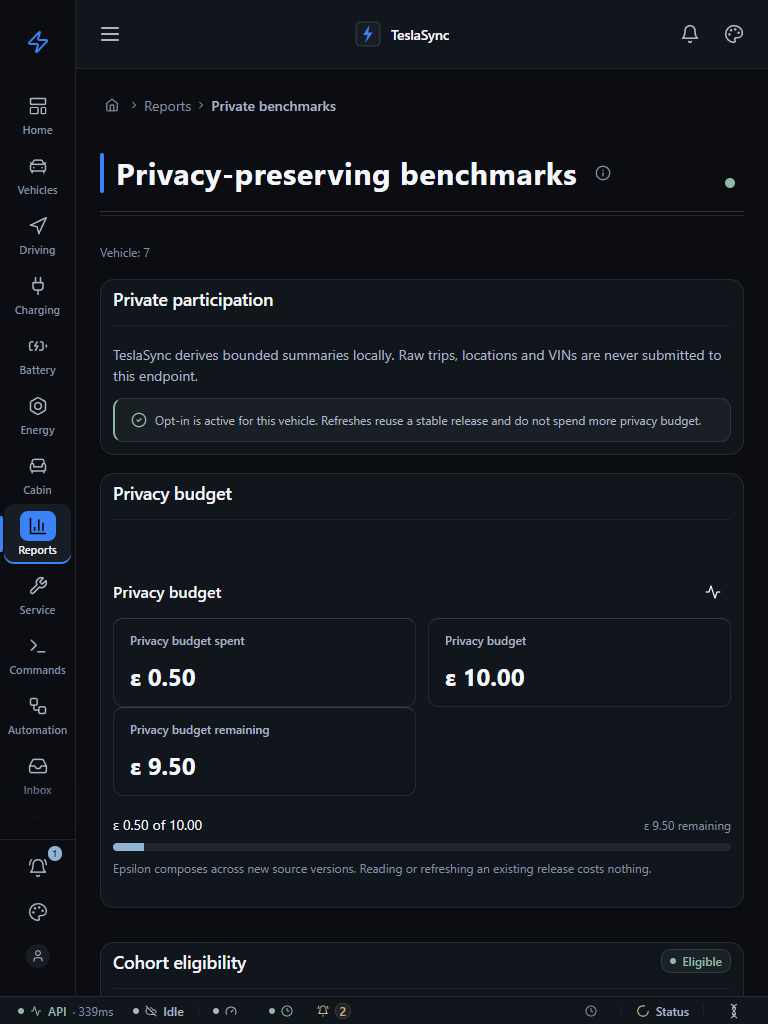 TeslaSync
Home
Vehicles
Driving
Charging
Battery
Energy
Cabin
Reports
Service
Commands
Automation
Inbox
1
Reports
Private benchmarks
Privacy-preserving benchmarks
Vehicle: 7
Private participation
TeslaSync derives bounded summaries locally. Raw trips, locations and VINs are never submitted to
this endpoint.
Opt-in is active for this vehicle. Refreshes reuse a stable release and do not spend more privacy budget.
Privacy budget
Privacy budget
Privacy budget spent
ε 0.50
Privacy budget
ε 10.00
Privacy budget remaining
ε 9.50
ε 0.50 of 10.00
ε 9.50 remaining
Epsilon composes across new source versions. Reading or refreshing an existing release costs nothing.
Cohort eligibility
Eligible
API · 339ms
Idle
2
Status